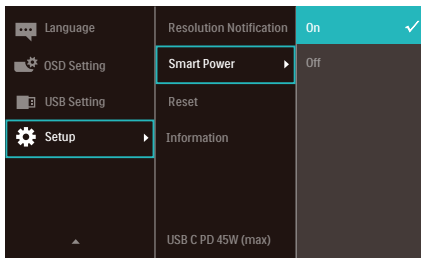 Language
OSD Setting
USB Setting
Setup
Resolution Notification
Smart Power
Reset
Information
USB C PD 45W (max)
On
Off